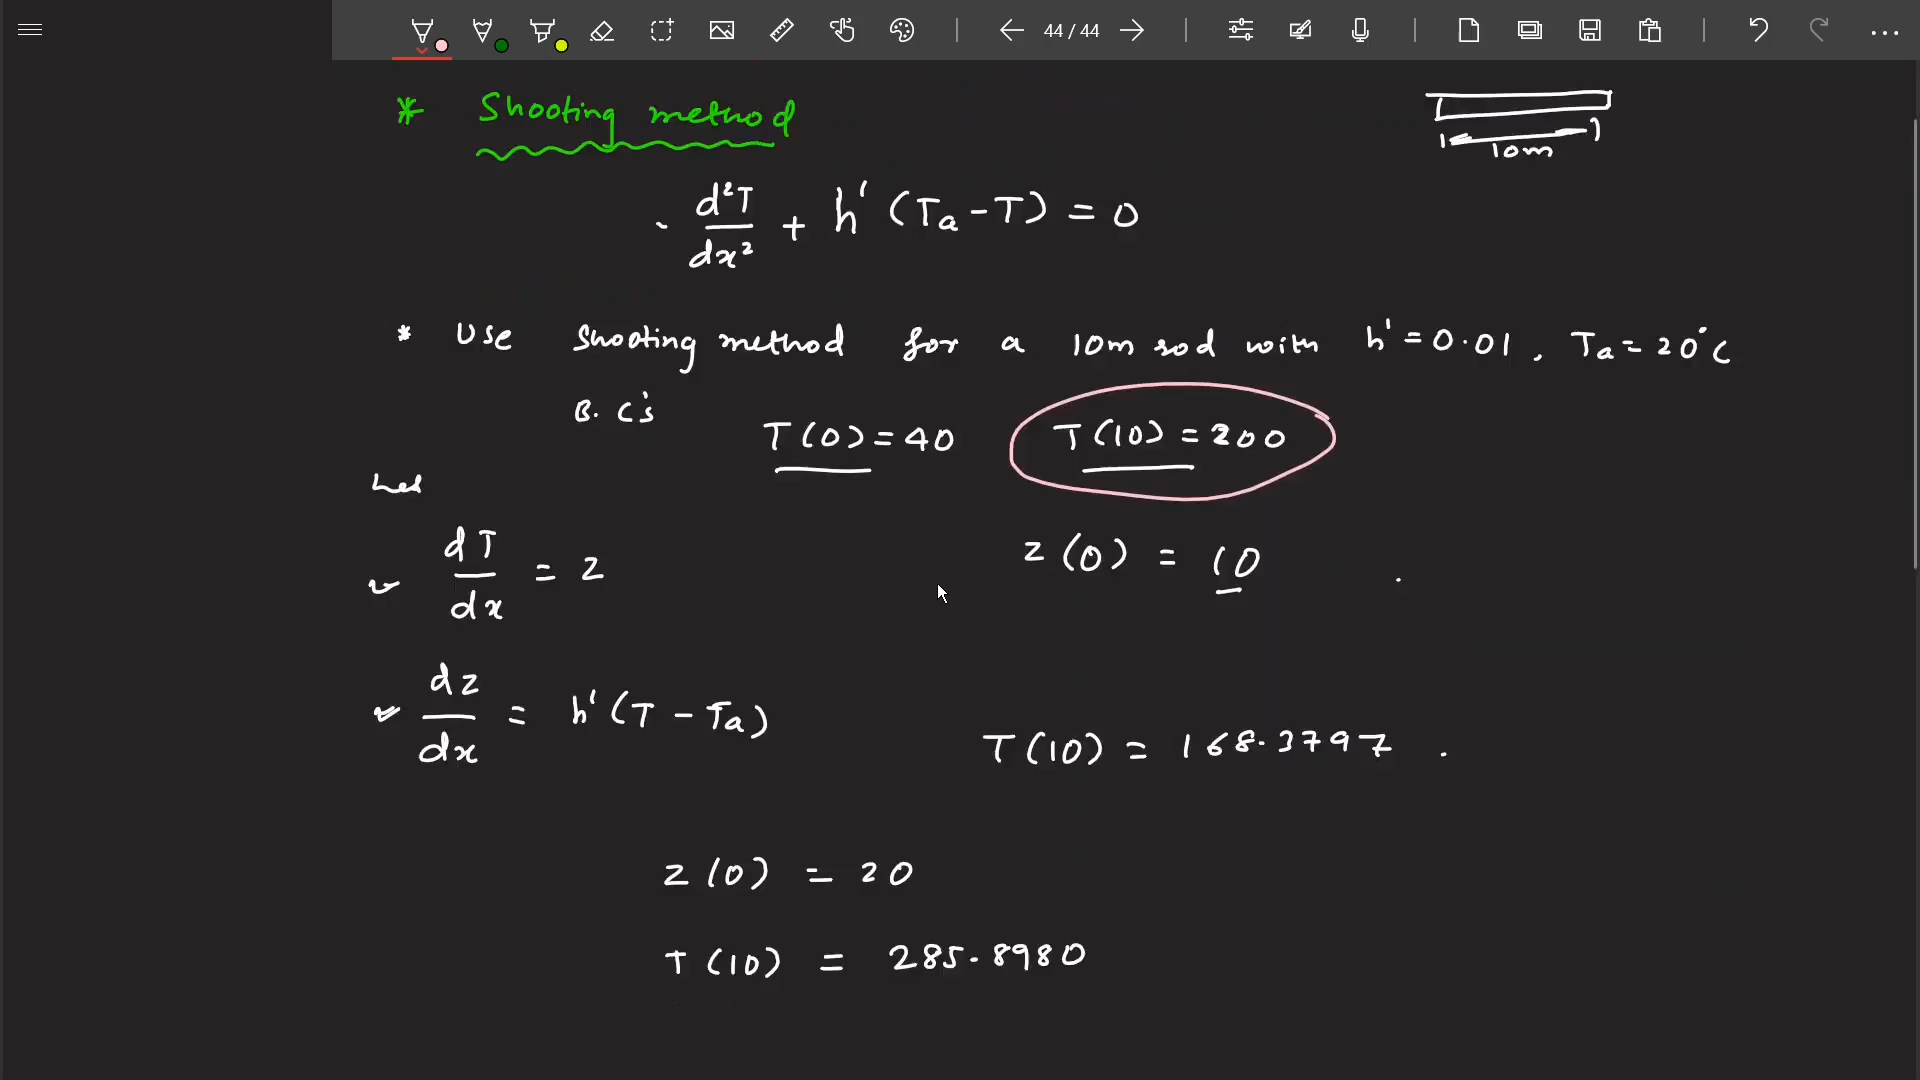 44 / 44
* Shooting method
10m
d²T/dx² + h' (Ta - T) = 0
* Use Shooting method for a 10m rod with h' = 0.01, Ta = 20°C
B. C's T(0) = 40 T(10) = 200
Let
dT/dx = z z(0) = 10
dz/dx = h' (T - Ta)
T(10) = 168.3797
z(0) = 20
T(10) = 285.8980